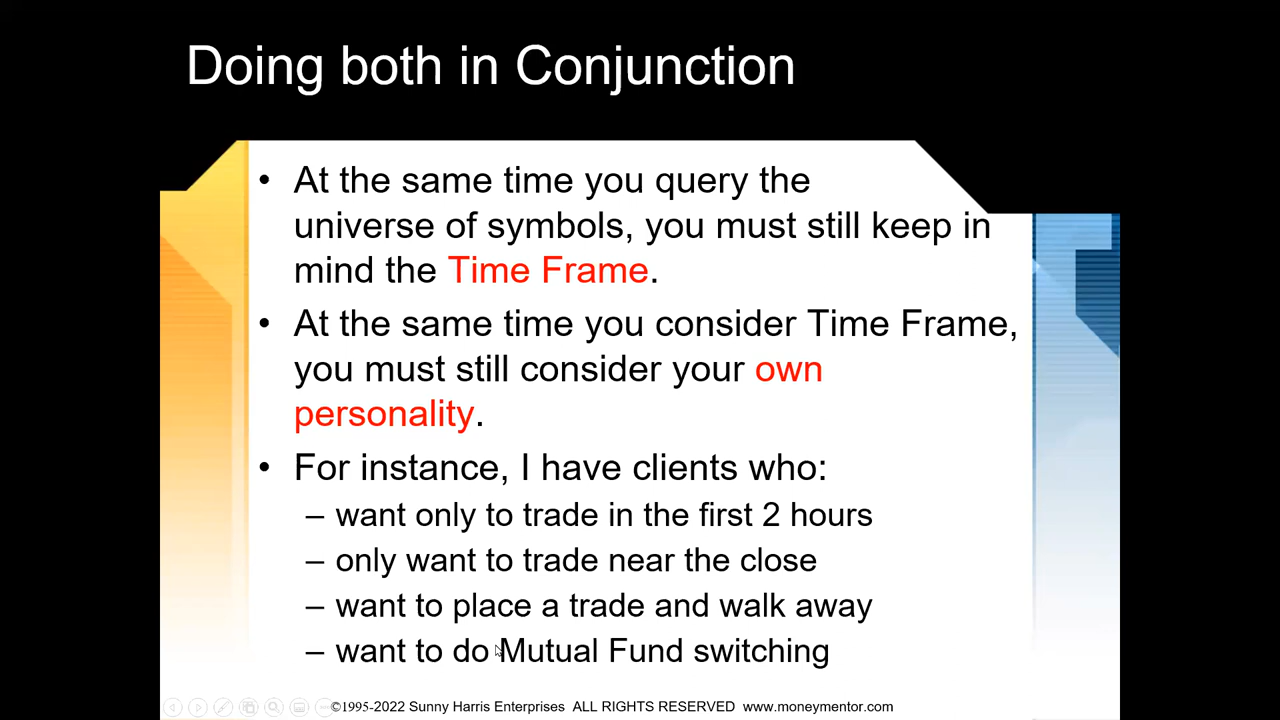 Doing both in Conjunction
• At the same time you query the
universe of symbols, you must still keep in
mind the Time Frame.
• At the same time you consider Time Frame,
you must still consider your own
personality.
• For instance, I have clients who:
– want only to trade in the first 2 hours
– only want to trade near the close
– want to place a trade and walk away
– want to do Mutual Fund switching
©1995-2022 Sunny Harris Enterprises  ALL RIGHTS RESERVED  www.moneymentor.com